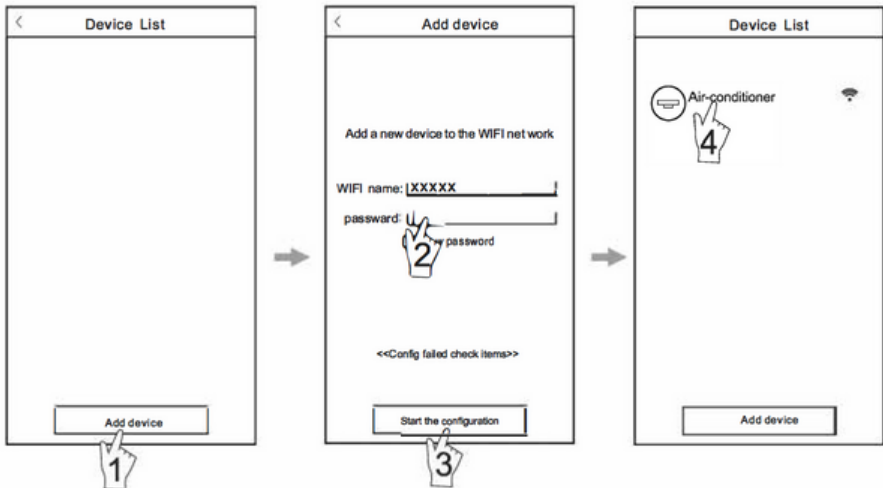 Device List
Add device
1
Add device
Add a new device to the WIFI net work
WIFI name: XXXXX
passward:
password
2
<<Config failed check items>>
Start the configuration
3
Device List
Air-conditioner
4
Add device